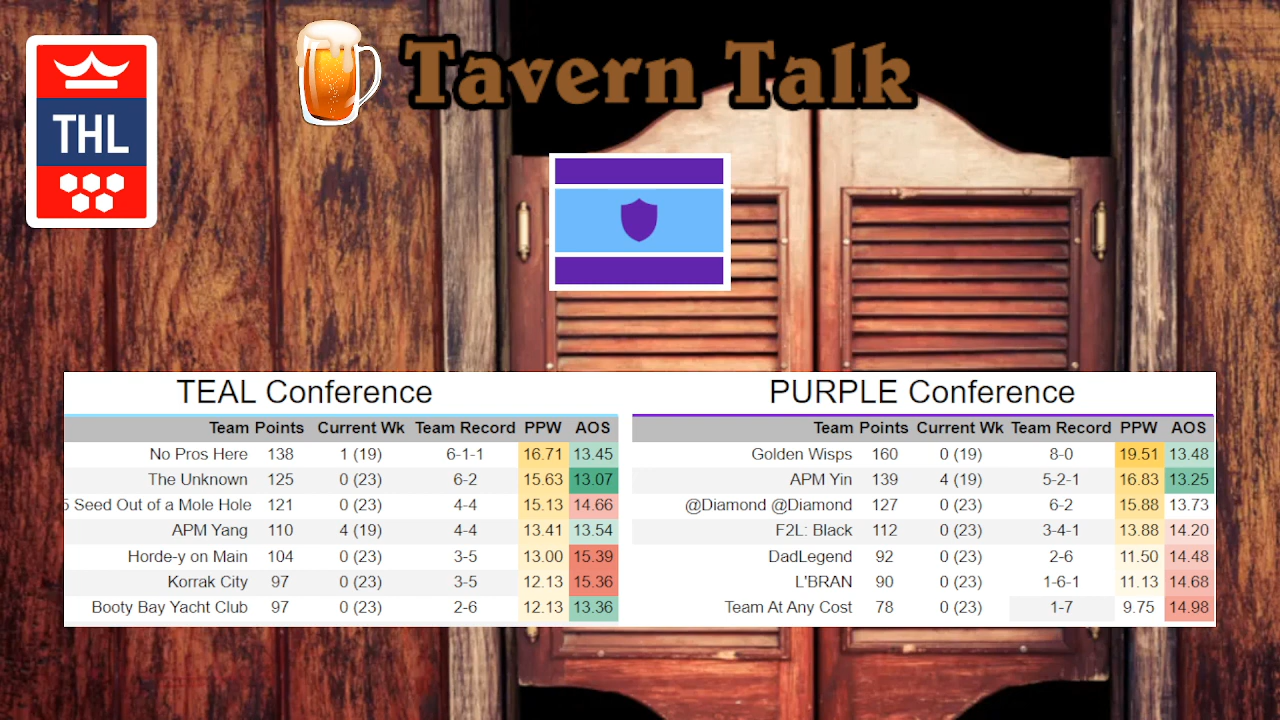 THL
Tavern Talk
TEAL Conference
Team Points Current Wk Team Record PPW AOS
No Pros Here 138 1 (19) 6-1-1 16.71 13.45
The Unknown 125 0 (23) 6-2 15.63 13.07
5 Seed Out of a Mole Hole 121 0 (23) 4-4 15.13 14.66
APM Yang 110 4 (19) 4-4 13.41 13.54
Horde-y on Main 104 0 (23) 3-5 13.00 15.39
Korrak City 97 0 (23) 3-5 12.13 15.36
Booty Bay Yacht Club 97 0 (23) 2-6 12.13 13.36
PURPLE Conference
Team Points Current Wk Team Record PPW AOS
Golden Wisps 160 0 (19) 8-0 19.51 13.48
APM Yin 139 4 (19) 5-2-1 16.83 13.25
@Diamond @Diamond 127 0 (23) 6-2 15.88 13.73
F2L: Black 112 0 (23) 3-4-1 13.88 14.20
DadLegend 92 0 (23) 2-6 11.50 14.48
L'BRAN 90 0 (23) 1-6-1 11.13 14.68
Team At Any Cost 78 0 (23) 1-7 9.75 14.98